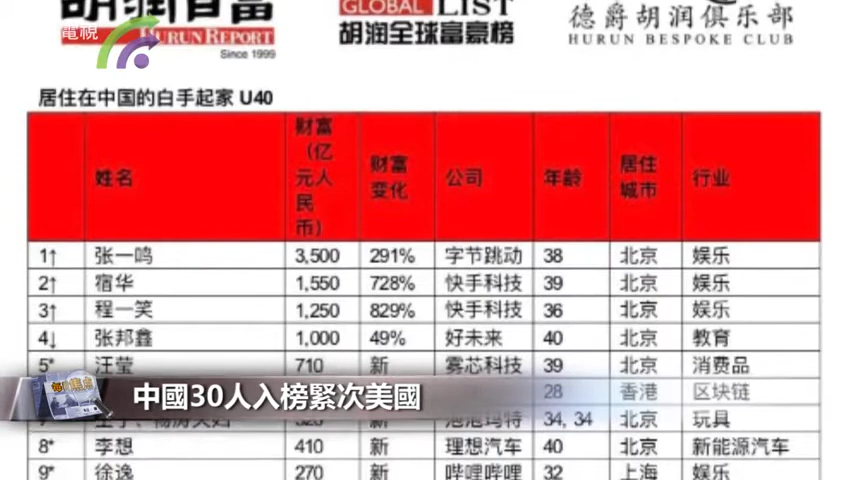 胡润百富
HURUN REPORT
Since 1999
電視
GLOBAL LIST
胡润全球富豪榜
德爵胡润俱乐部
HURUN BESPOKE CLUB
居住在中国的白手起家 U40
姓名 财富（亿元人民币） 财富变化 公司 年龄 居住城市 行业
1↑ 张一鸣 3,500 291% 字节跳动 38 北京 娱乐
2↑ 宿华 1,550 728% 快手科技 39 北京 娱乐
3↑ 程一笑 1,250 829% 快手科技 36 北京 娱乐
4↓ 张邦鑫 1,000 49% 好未来 40 北京 教育
5* 汪莹 710 新 雾芯科技 39 北京 消费品
28 香港 区块链
34, 34 北京 玩具
8* 李想 410 新 理想汽车 40 北京 新能源汽车
9* 徐逸 270 新 哔哩哔哩 32 上海 娱乐
中國30人入榜緊次美國